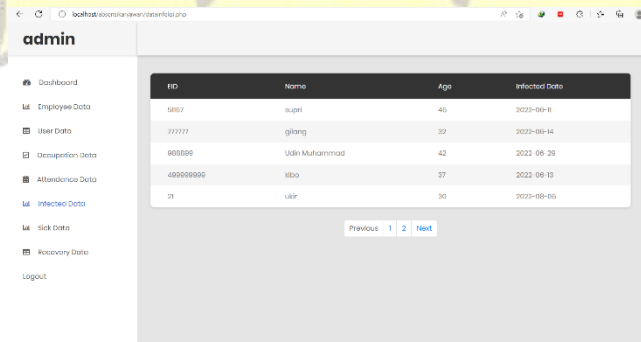 localhost/absensikaryawan/datainfeksi.php
admin
Dashboard
Employee Data
User Data
Occupation Data
Attendance Data
Infected Data
Sick Data
Recovery Data
Logout
EID Name Age Infected Date
supri 2022-06-11
777777 gilang 32 2022-06-14
988899 Udin Muhammad 42 2022-06-29
499999999 kibo 37 2022-06-13
21 ukir 30 2022-08-06
Previous 1 2 Next